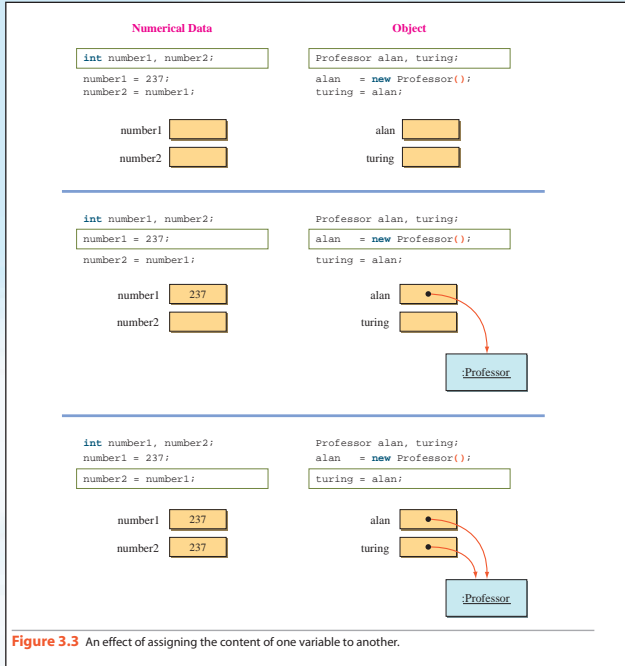 Numerical Data
Object
int number1, number2;
number1 = 237;
number2 = number1;
Professor alan, turing;
alan   = new Professor();
turing = alan;
number1
number2
alan
turing
int number1, number2;
number1 = 237;
number2 = number1;
Professor alan, turing;
alan   = new Professor();
turing = alan;
number1 237
number2
alan
turing
:Professor
int number1, number2;
number1 = 237;
number2 = number1;
Professor alan, turing;
alan   = new Professor();
turing = alan;
number1 237
number2 237
alan
turing
:Professor
Figure 3.3 An effect of assigning the content of one variable to another.